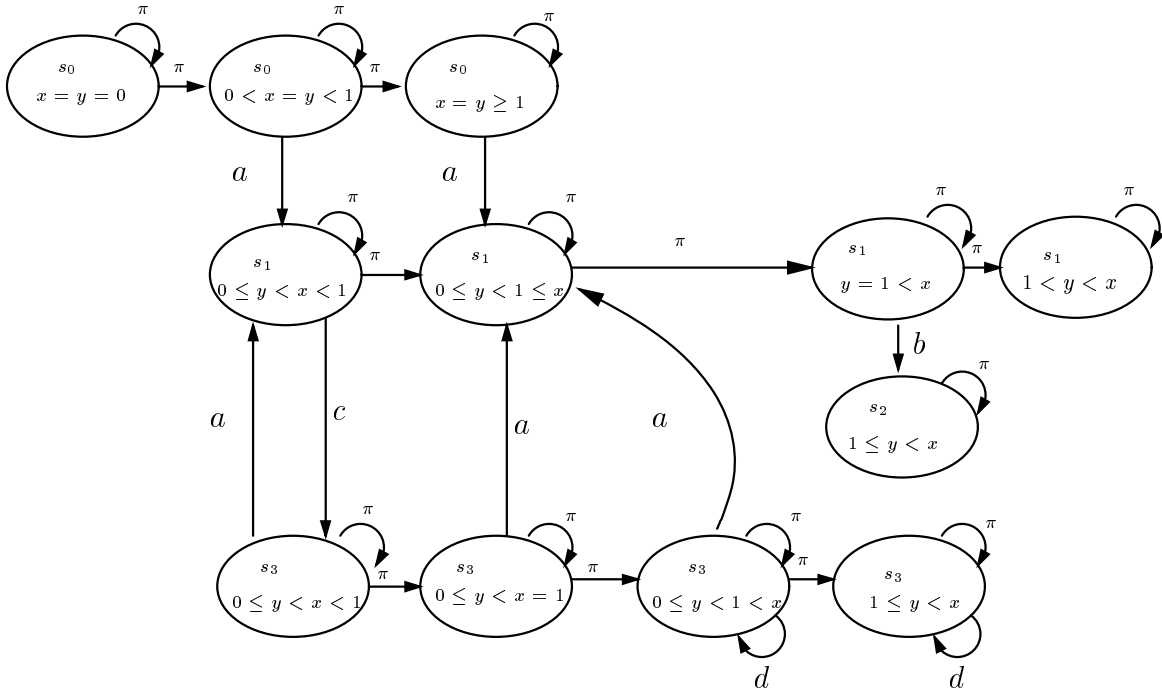 π π π
π π
s0 s0 s0
x = y = 0 0 < x = y < 1 x = y ≥ 1
a a
π π π π
π π π
s1 s1 s1 s1
0 ≤ y < x < 1 0 ≤ y < 1 ≤ x y = 1 < x 1 < y < x
b
π
s2
a c a a 1 ≤ y < x
π π π π
π π π
s3 s3 s3 s3
0 ≤ y < x < 1 0 ≤ y < x = 1 0 ≤ y < 1 < x 1 ≤ y < x
d d